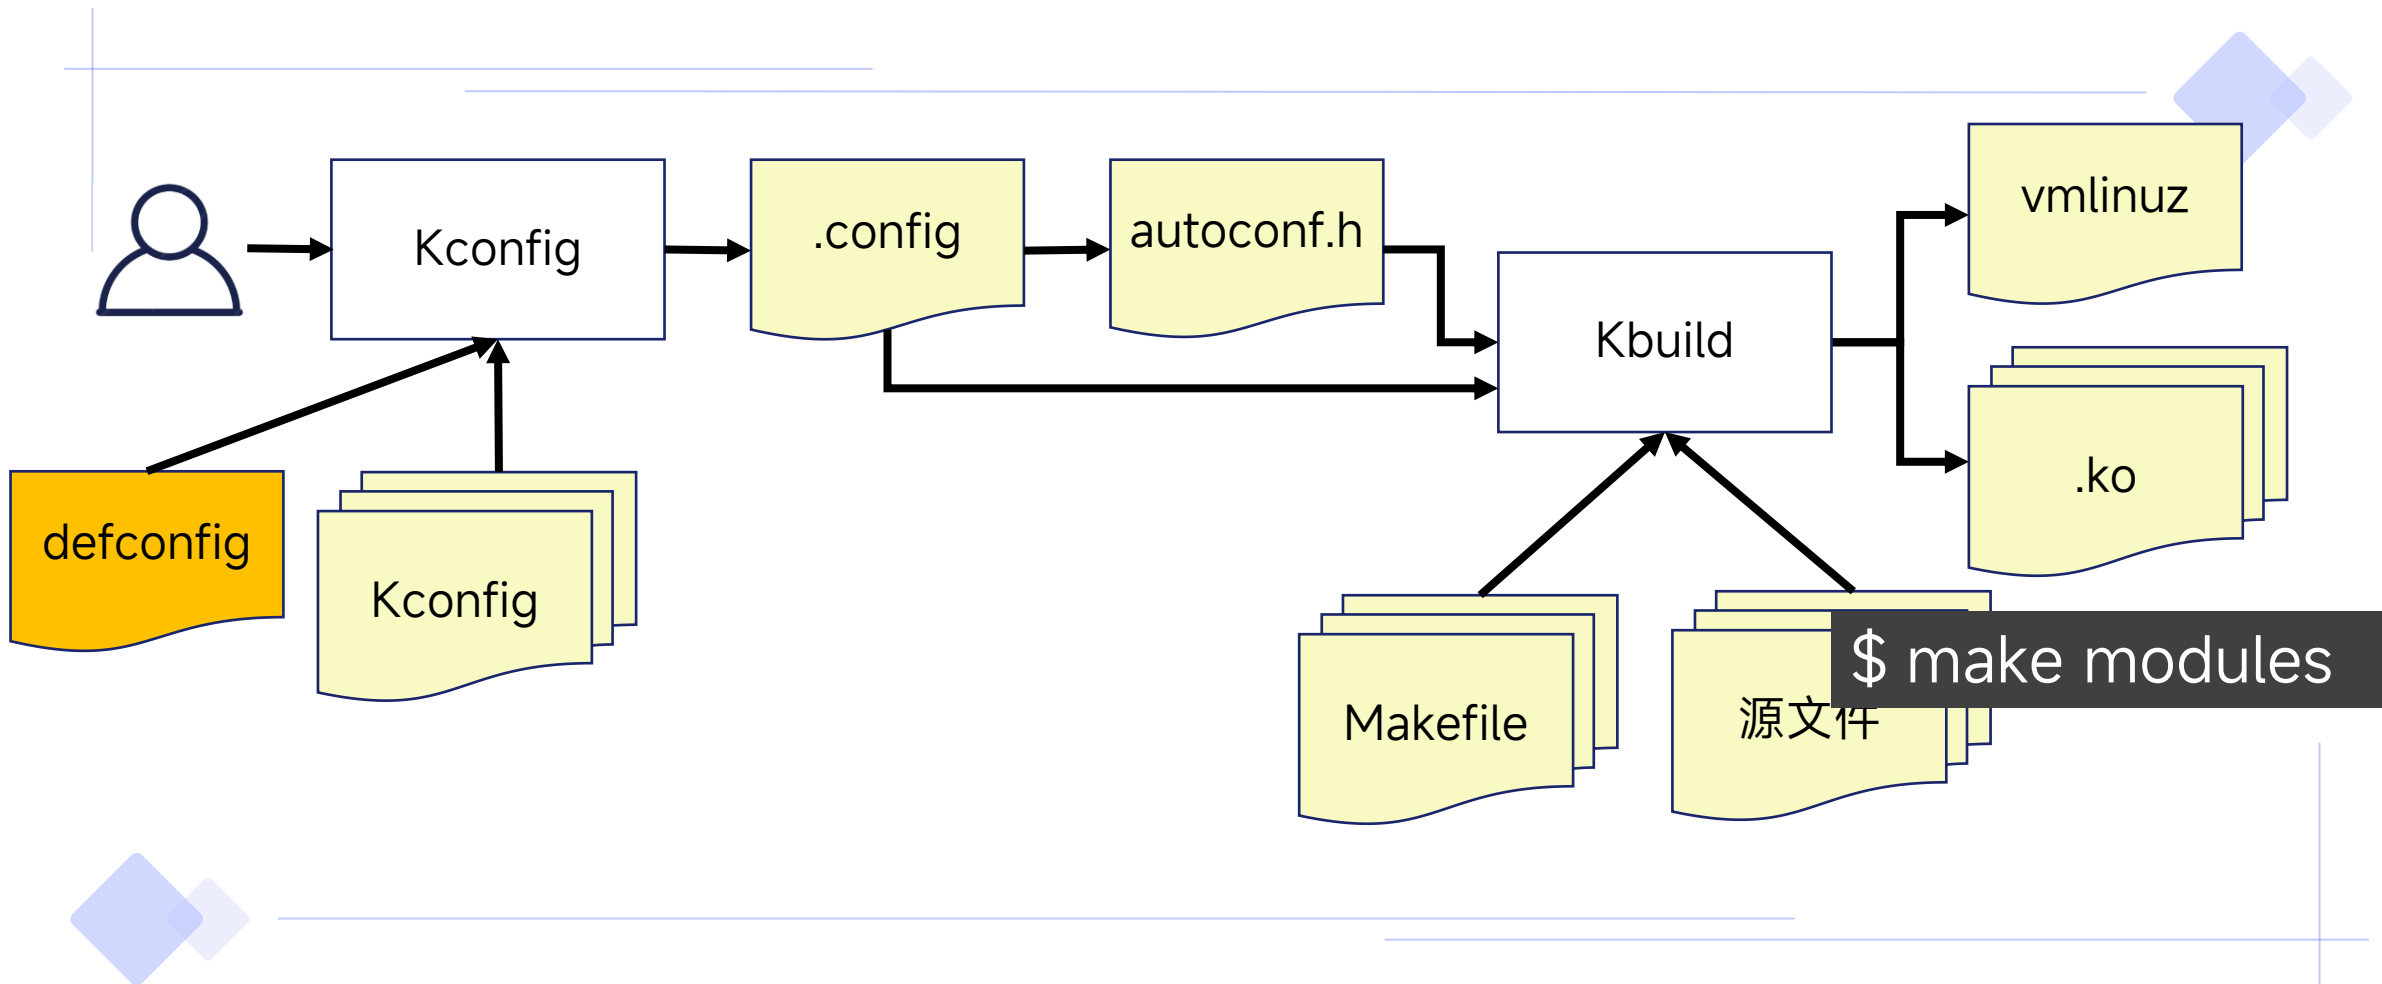 Kconfig
.config
autoconf.h
vmlinuz
Kbuild
defconfig
Kconfig
.ko
Makefile
源文件
$ make modules